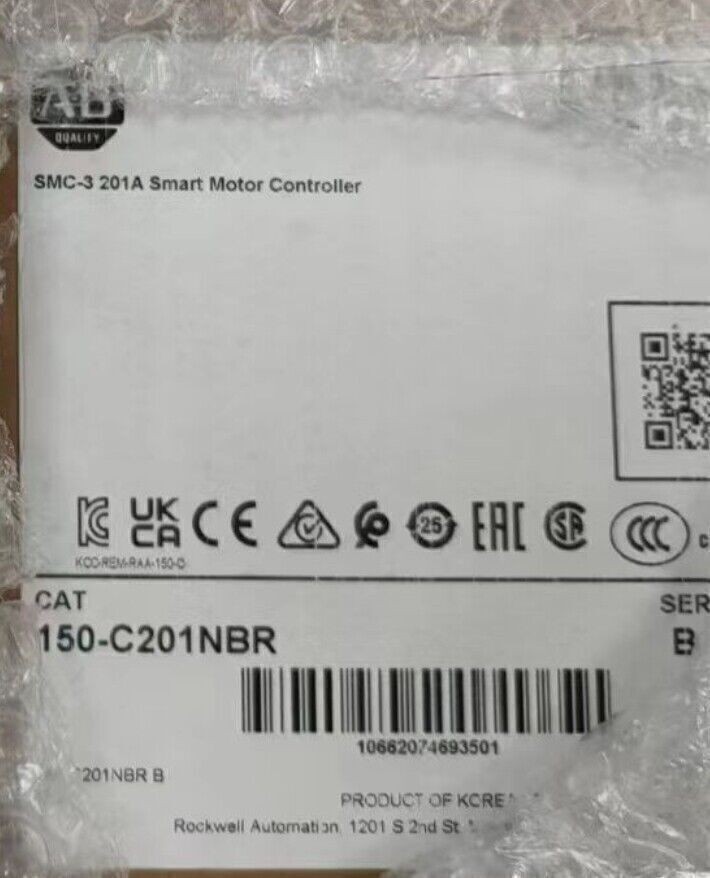 AB
QUALITY
SMC-3 201A Smart Motor Controller
UK
CA CE 25 EAC CCC
KCC-REM-RAA-150-C
CAT
SER
150-C201NBR
B
10662074693501
201NBR B
PRODUCT OF KORE
Rockwell Automation, 1201 S 2nd St